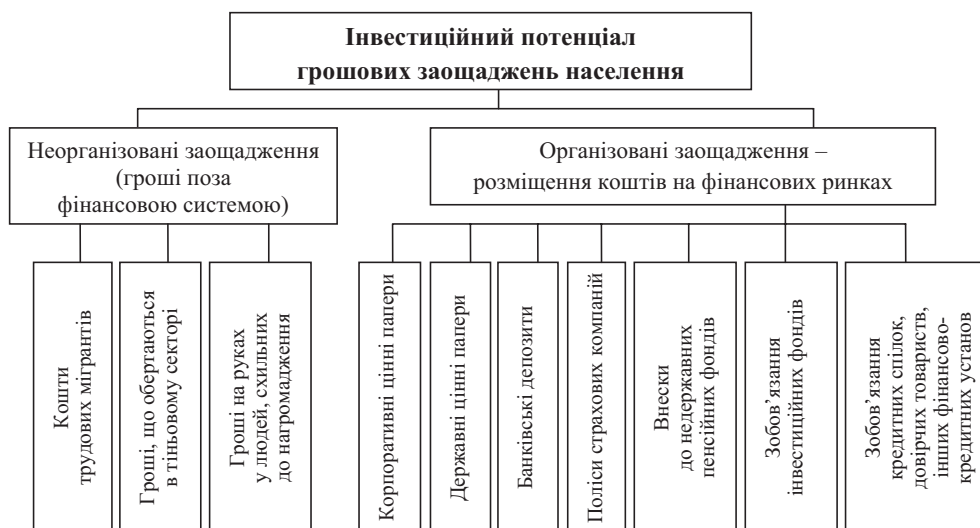 Інвестиційний потенціал
грошових заощаджень населення
Неорганізовані заощадження
(гроші поза
фінансовою системою)
Організовані заощадження –
розміщення коштів на фінансових ринках
Кошти
трудових мігрантів
Гроші, що обертаються
в тіньовому секторі
Гроші на руках
у людей, схильних
до нагромадження
Корпоративні цінні папери
Державні цінні папери
Банківські депозити
Поліси страхових компаній
Внески
до недержавних
пенсійних фондів
Зобов’язання
інвестиційних фондів
Зобов’язання
кредитних спілок,
довірчих товариств,
інших фінансово-
кредитних установ